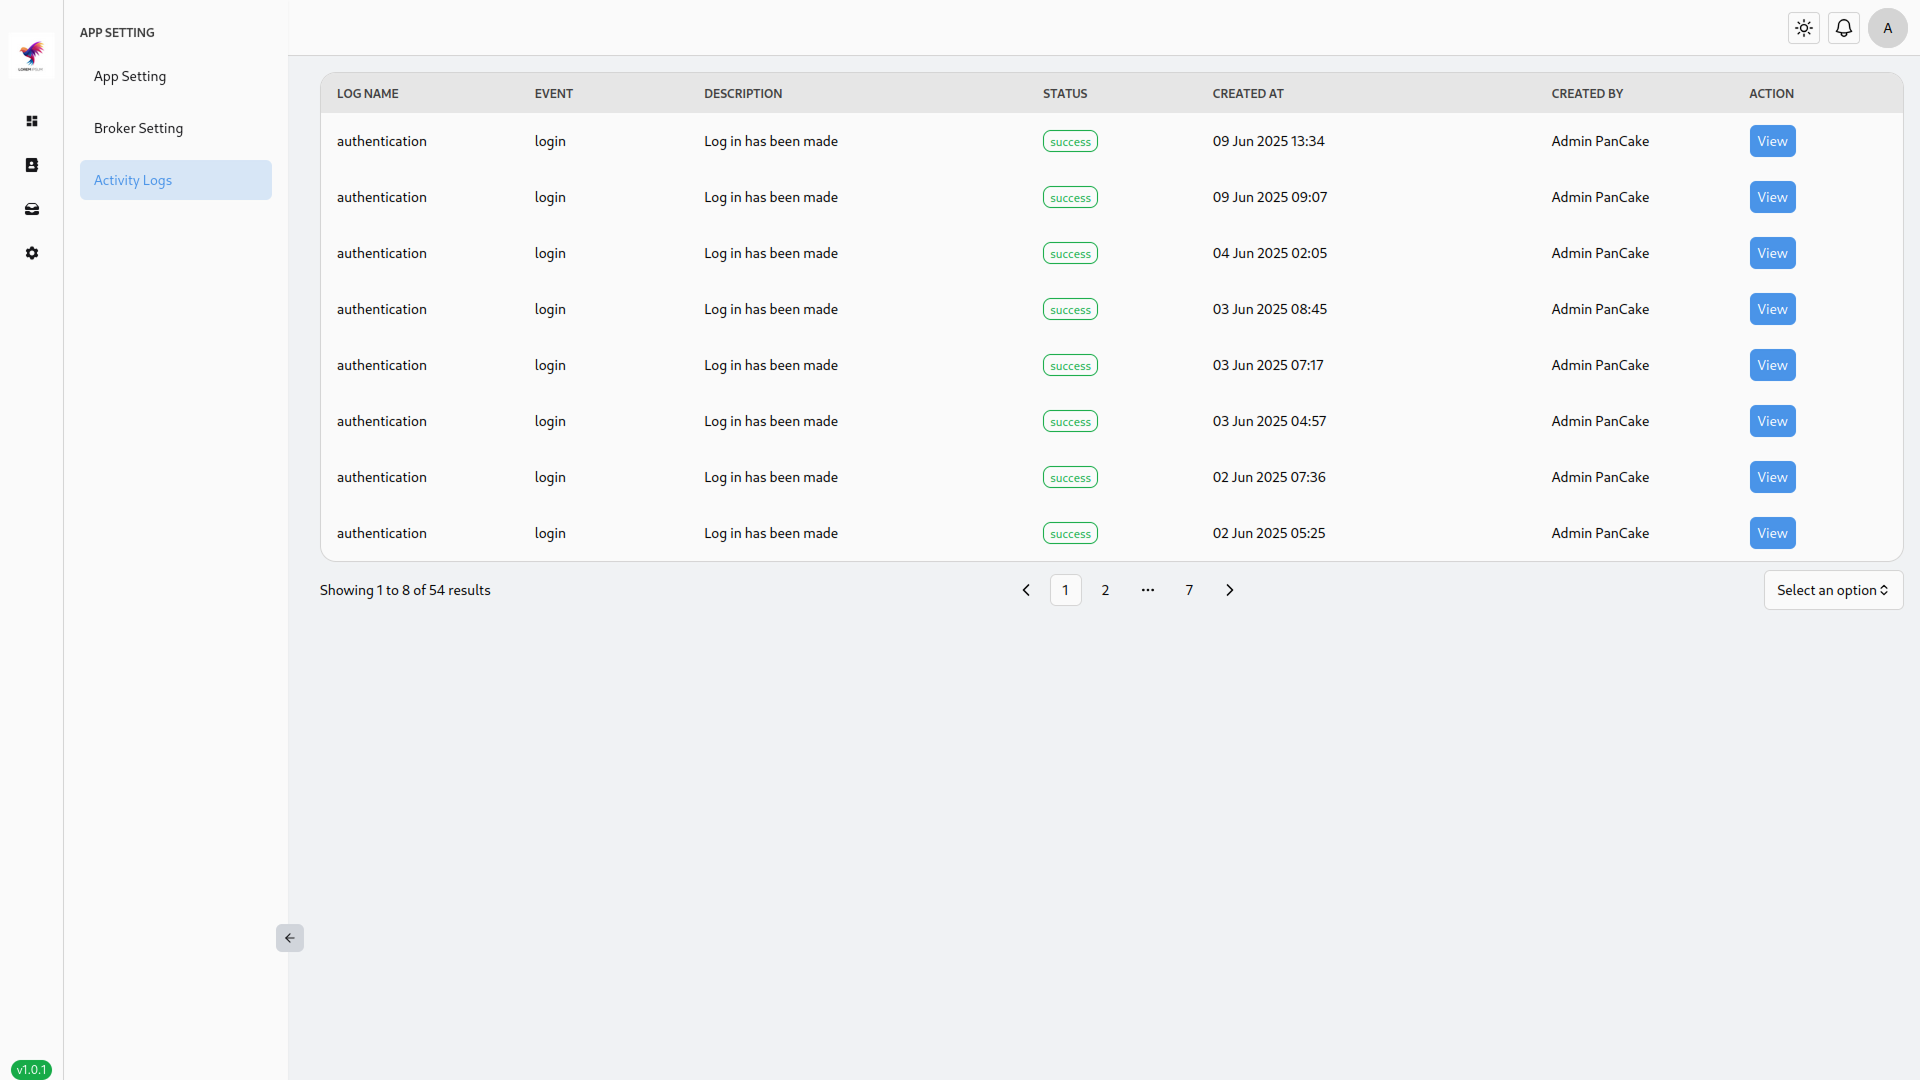 APP SETTING
App Setting
Broker Setting
Activity Logs
A
LOG NAME EVENT DESCRIPTION STATUS CREATED AT CREATED BY ACTION
authentication login Log in has been made success 09 Jun 2025 13:34 Admin PanCake View
authentication login Log in has been made success 09 Jun 2025 09:07 Admin PanCake View
authentication login Log in has been made success 04 Jun 2025 02:05 Admin PanCake View
authentication login Log in has been made success 03 Jun 2025 08:45 Admin PanCake View
authentication login Log in has been made success 03 Jun 2025 07:17 Admin PanCake View
authentication login Log in has been made success 03 Jun 2025 04:57 Admin PanCake View
authentication login Log in has been made success 02 Jun 2025 07:36 Admin PanCake View
authentication login Log in has been made success 02 Jun 2025 05:25 Admin PanCake View
Showing 1 to 8 of 54 results 1 2 ... 7 Select an option
v1.0.1